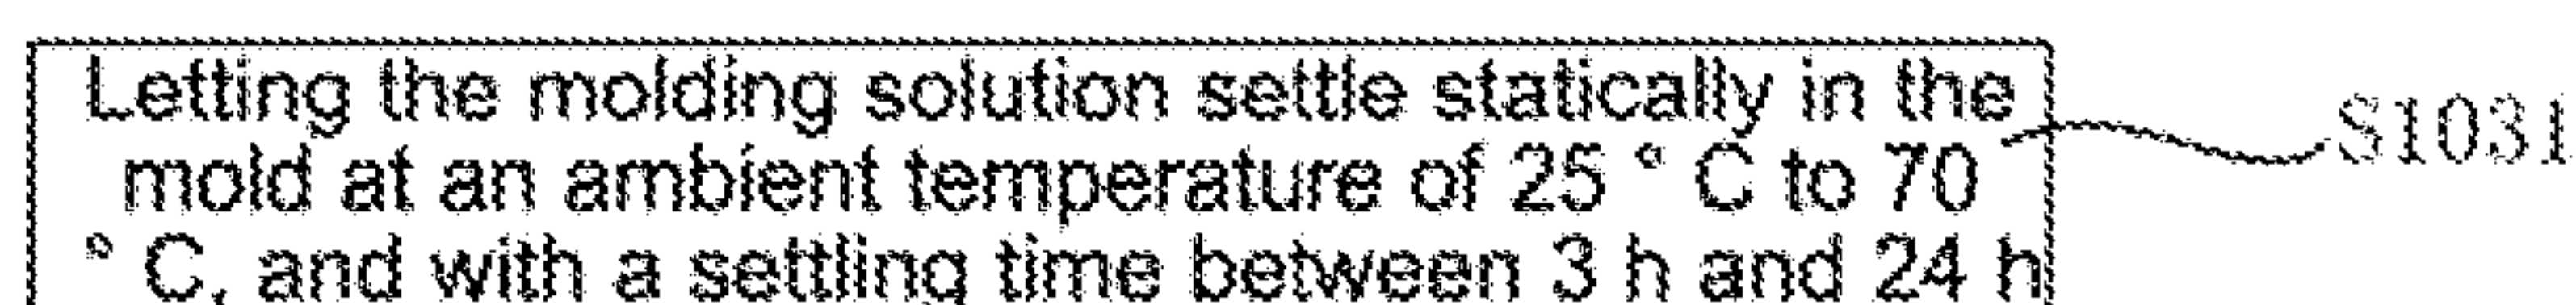 Letting the molding solution settle statically in the
mold at an ambient temperature of 25 ° C to 70
° C, and with a settling time between 3 h and 24 h
S1031